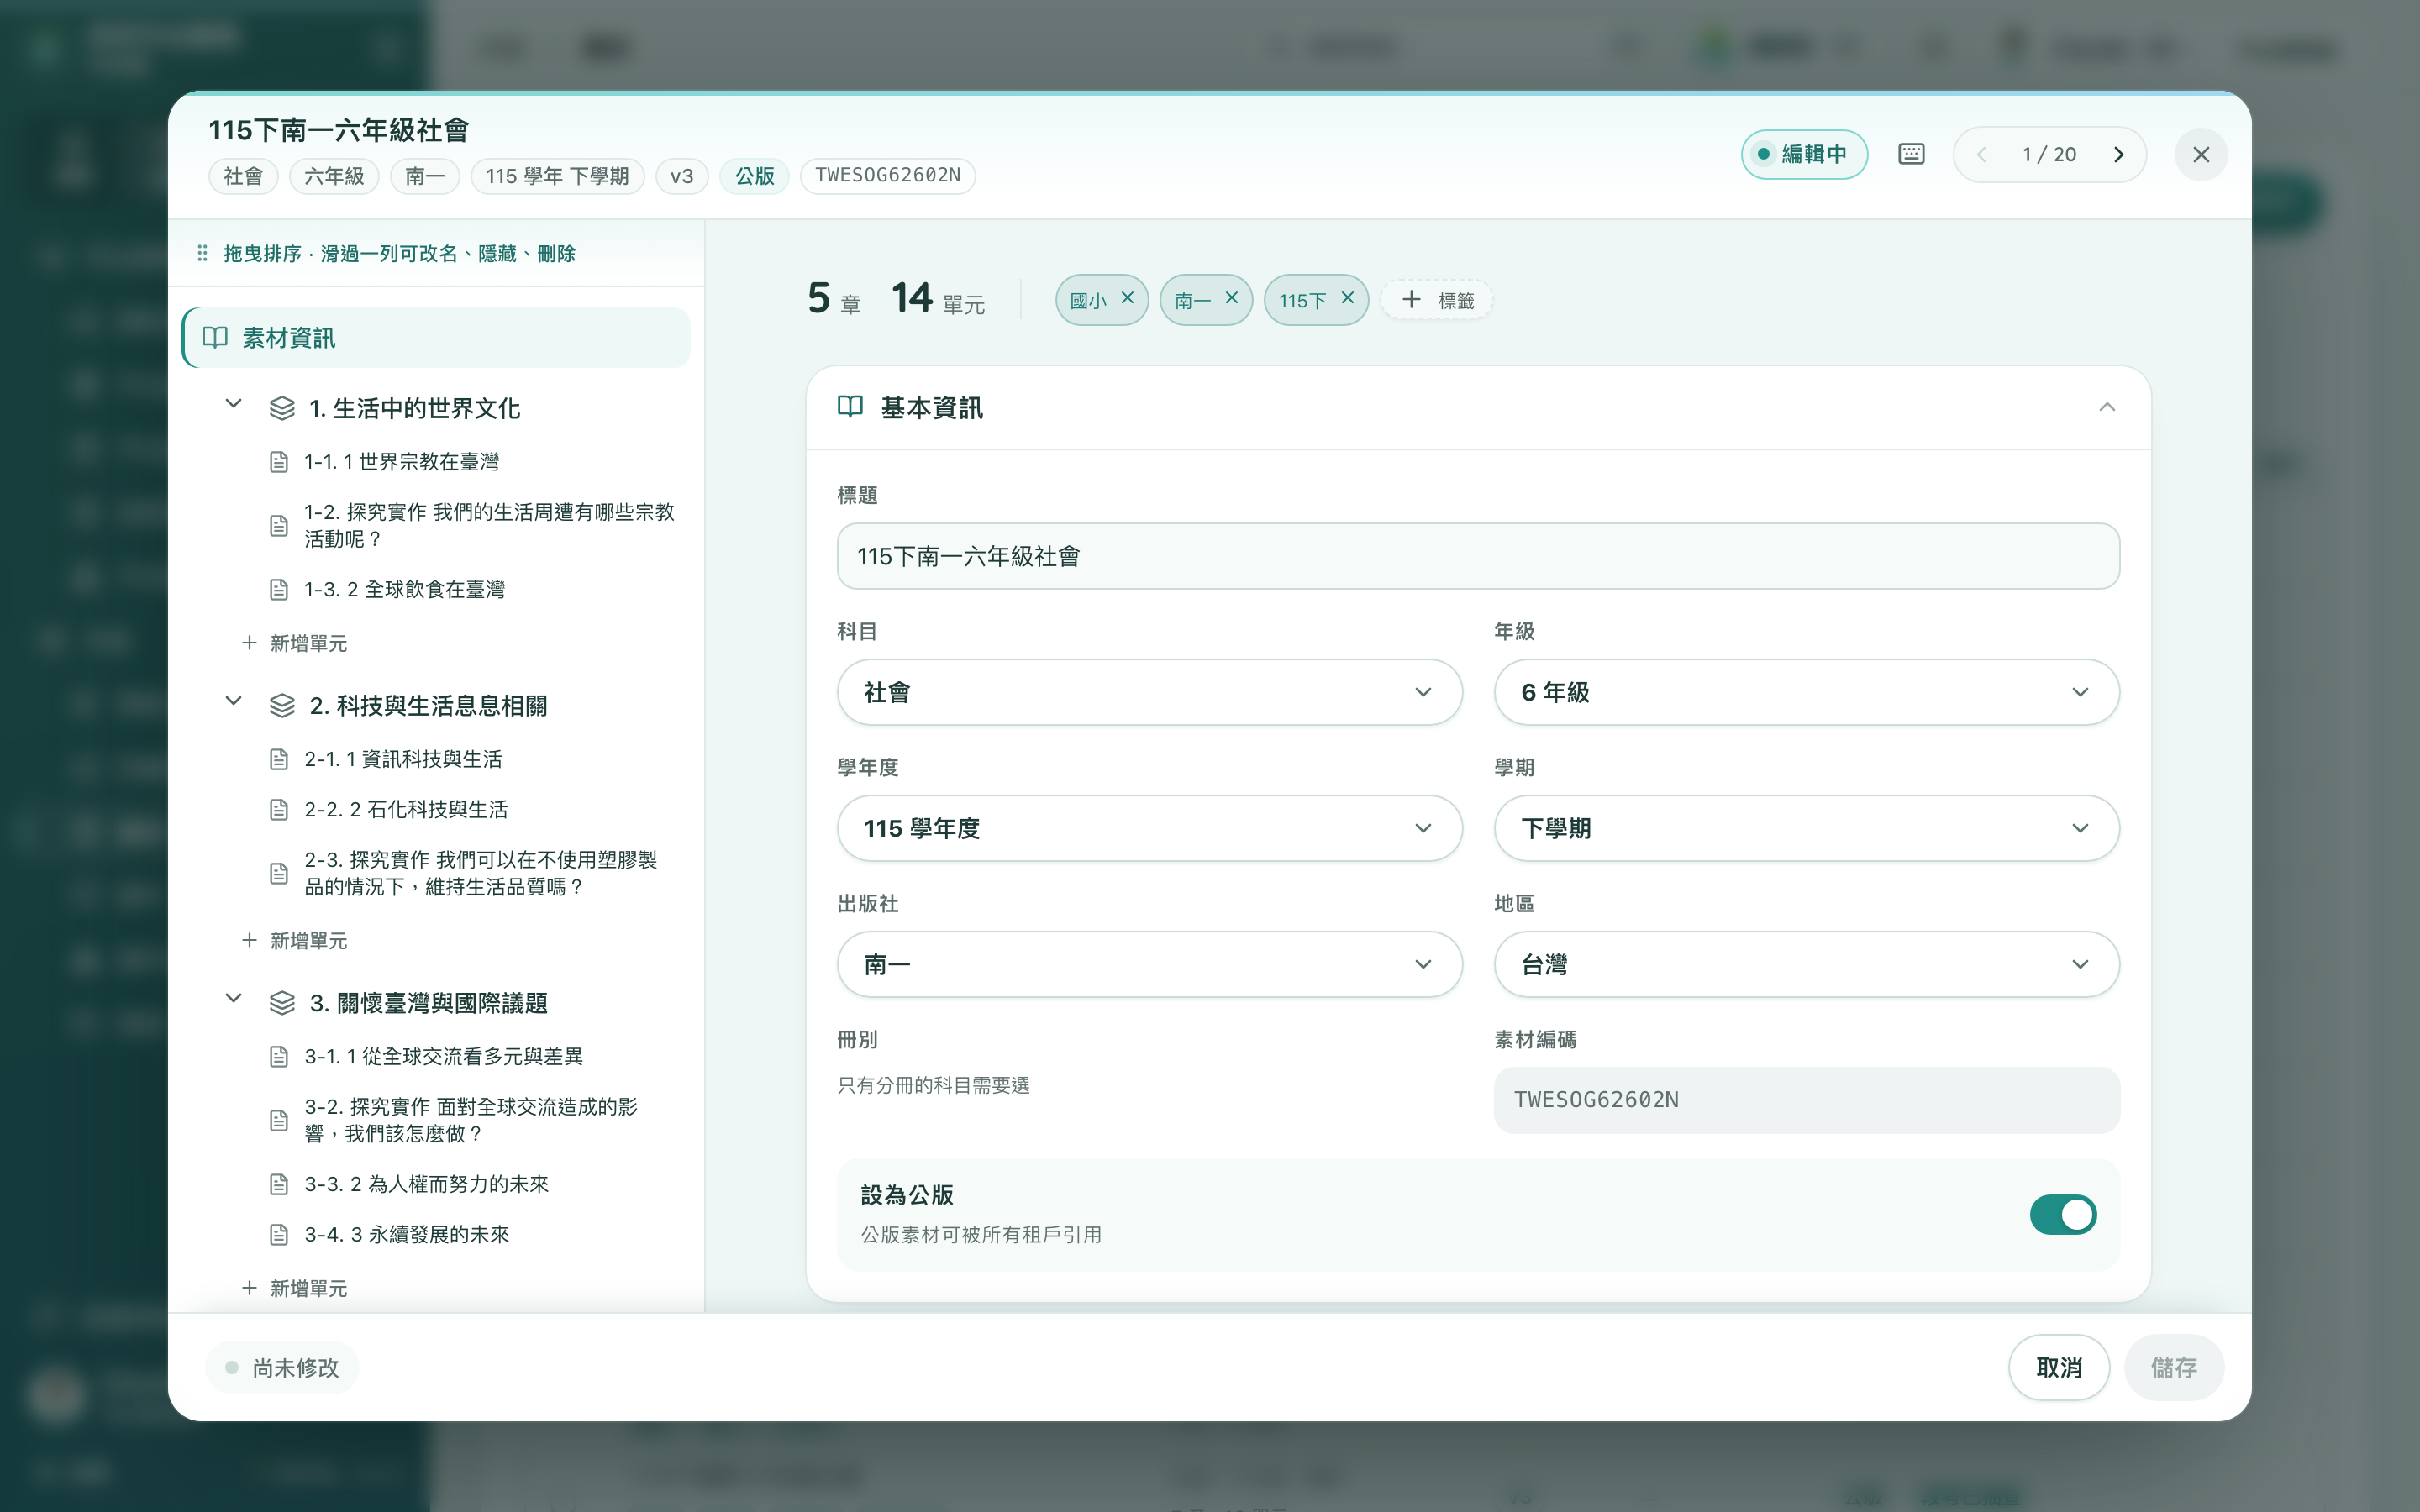 115下南一六年級社會
社會 六年級 南一 115 學年 下學期 v3 公版 TWESOG62602N
編輯中
1 / 20
拖曳排序 · 滑過一列可改名、隱藏、刪除
素材資訊
1. 生活中的世界文化
1-1. 1 世界宗教在臺灣
1-2. 探究實作 我們的生活周遭有哪些宗教
活動呢？
1-3. 2 全球飲食在臺灣
新增單元
2. 科技與生活息息相關
2-1. 1 資訊科技與生活
2-2. 2 石化科技與生活
2-3. 探究實作 我們可以在不使用塑膠製
品的情況下，維持生活品質嗎？
新增單元
3. 關懷臺灣與國際議題
3-1. 1 從全球交流看多元與差異
3-2. 探究實作 面對全球交流造成的影
響，我們該怎麼做？
3-3. 2 為人權而努力的未來
3-4. 3 永續發展的未來
新增單元
5 章 14 單元 國小 南一 115下 標籤
基本資訊
標題
115下南一六年級社會
科目 年級
社會 6 年級
學年度 學期
115 學年度 下學期
出版社 地區
南一 台灣
冊別 素材編碼
只有分冊的科目需要選 TWESOG62602N
設為公版
公版素材可被所有租戶引用
尚未修改
取消 儲存